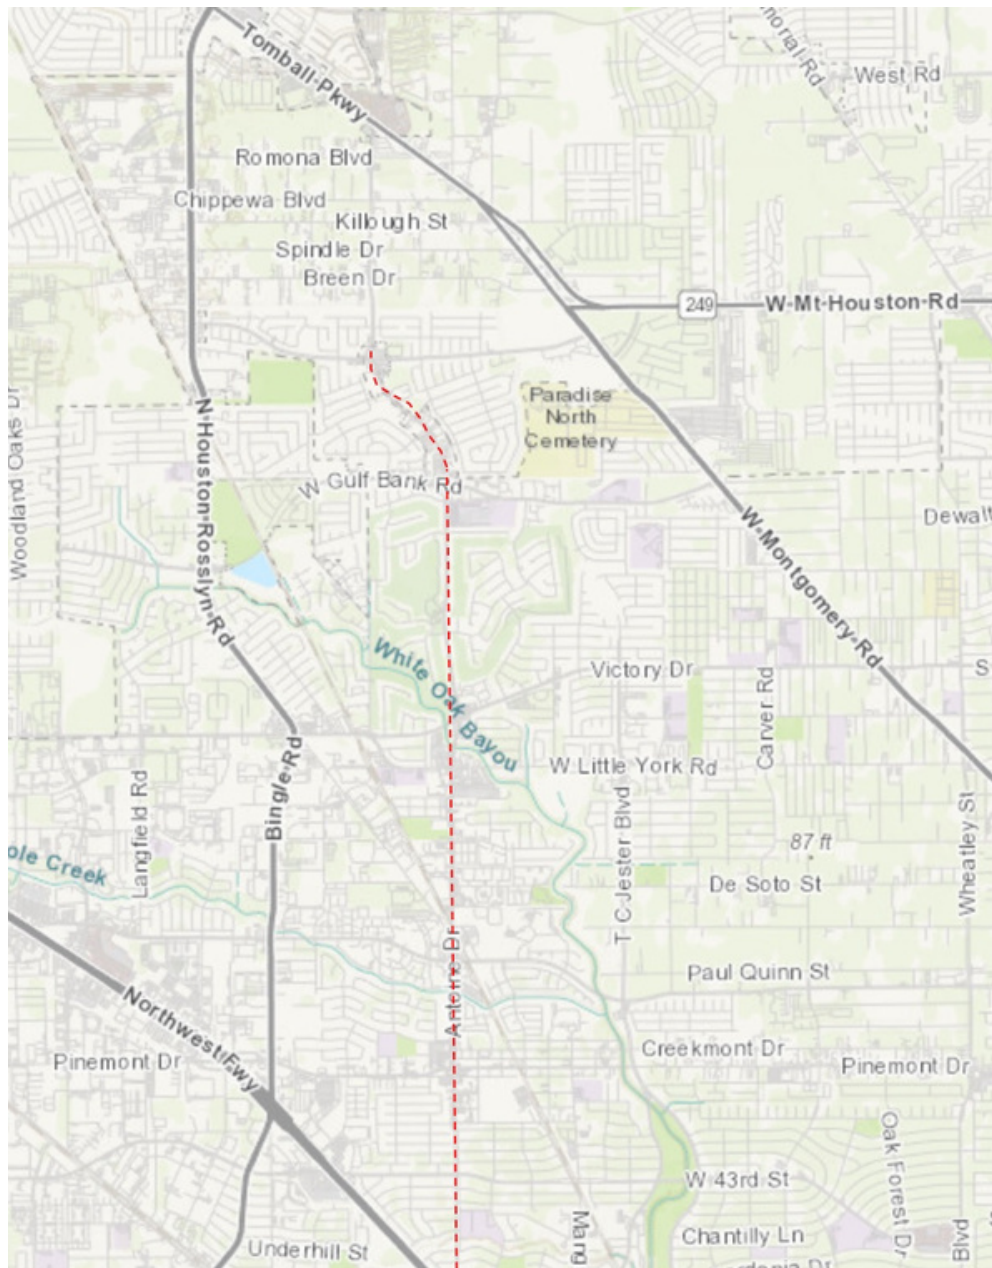 Tomball Pkwy
West Rd
Romona Blvd
Chippewa Blvd
Killough St
Spindle Dr
Breen Dr
249
W Mt Houston Rd
Woodland Oaks Dr
N Houston-Rosslyn Rd
Paradise
North
Cemetery
W Gulf Bank Rd
W Montgomery Rd
White Oak Bayou
Victory Dr
Carver Rd
Bingle Rd
Langfield Rd
W Little York Rd
T C Jester Blvd
87 ft
Wheatley St
De Soto St
Creek
Antoine Dr
Paul Quinn St
Northwest Fwy
Pinemont Dr
Creekmont Dr
Pinemont Dr
Oak Forest Dr
W 43rd St
Mang
Chantilly Ln
Blvd
Underhill St